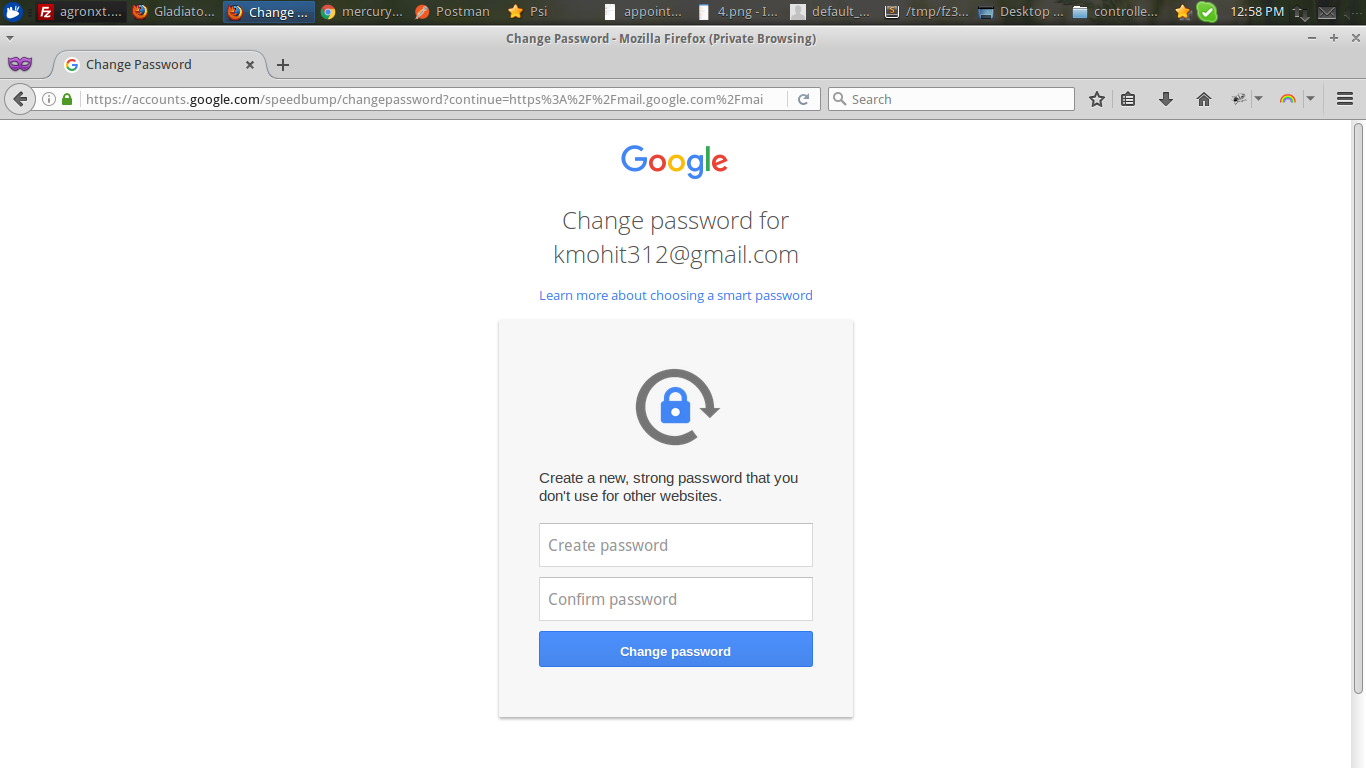 agronxt.... Gladiato... Change ... mercury... Postman Psi appoint... 4.png - I... default_... /tmp/fz3... Desktop ... controlle... 12:58 PM
Change Password - Mozilla Firefox (Private Browsing)
Change Password
https://accounts.google.com/speedbump/changepassword?continue=https%3A%2F%2Fmail.google.com%2Fmai Search
Google
Change password for
kmohit312@gmail.com
Learn more about choosing a smart password
Create a new, strong password that you
don't use for other websites.
Create password
Confirm password
Change password